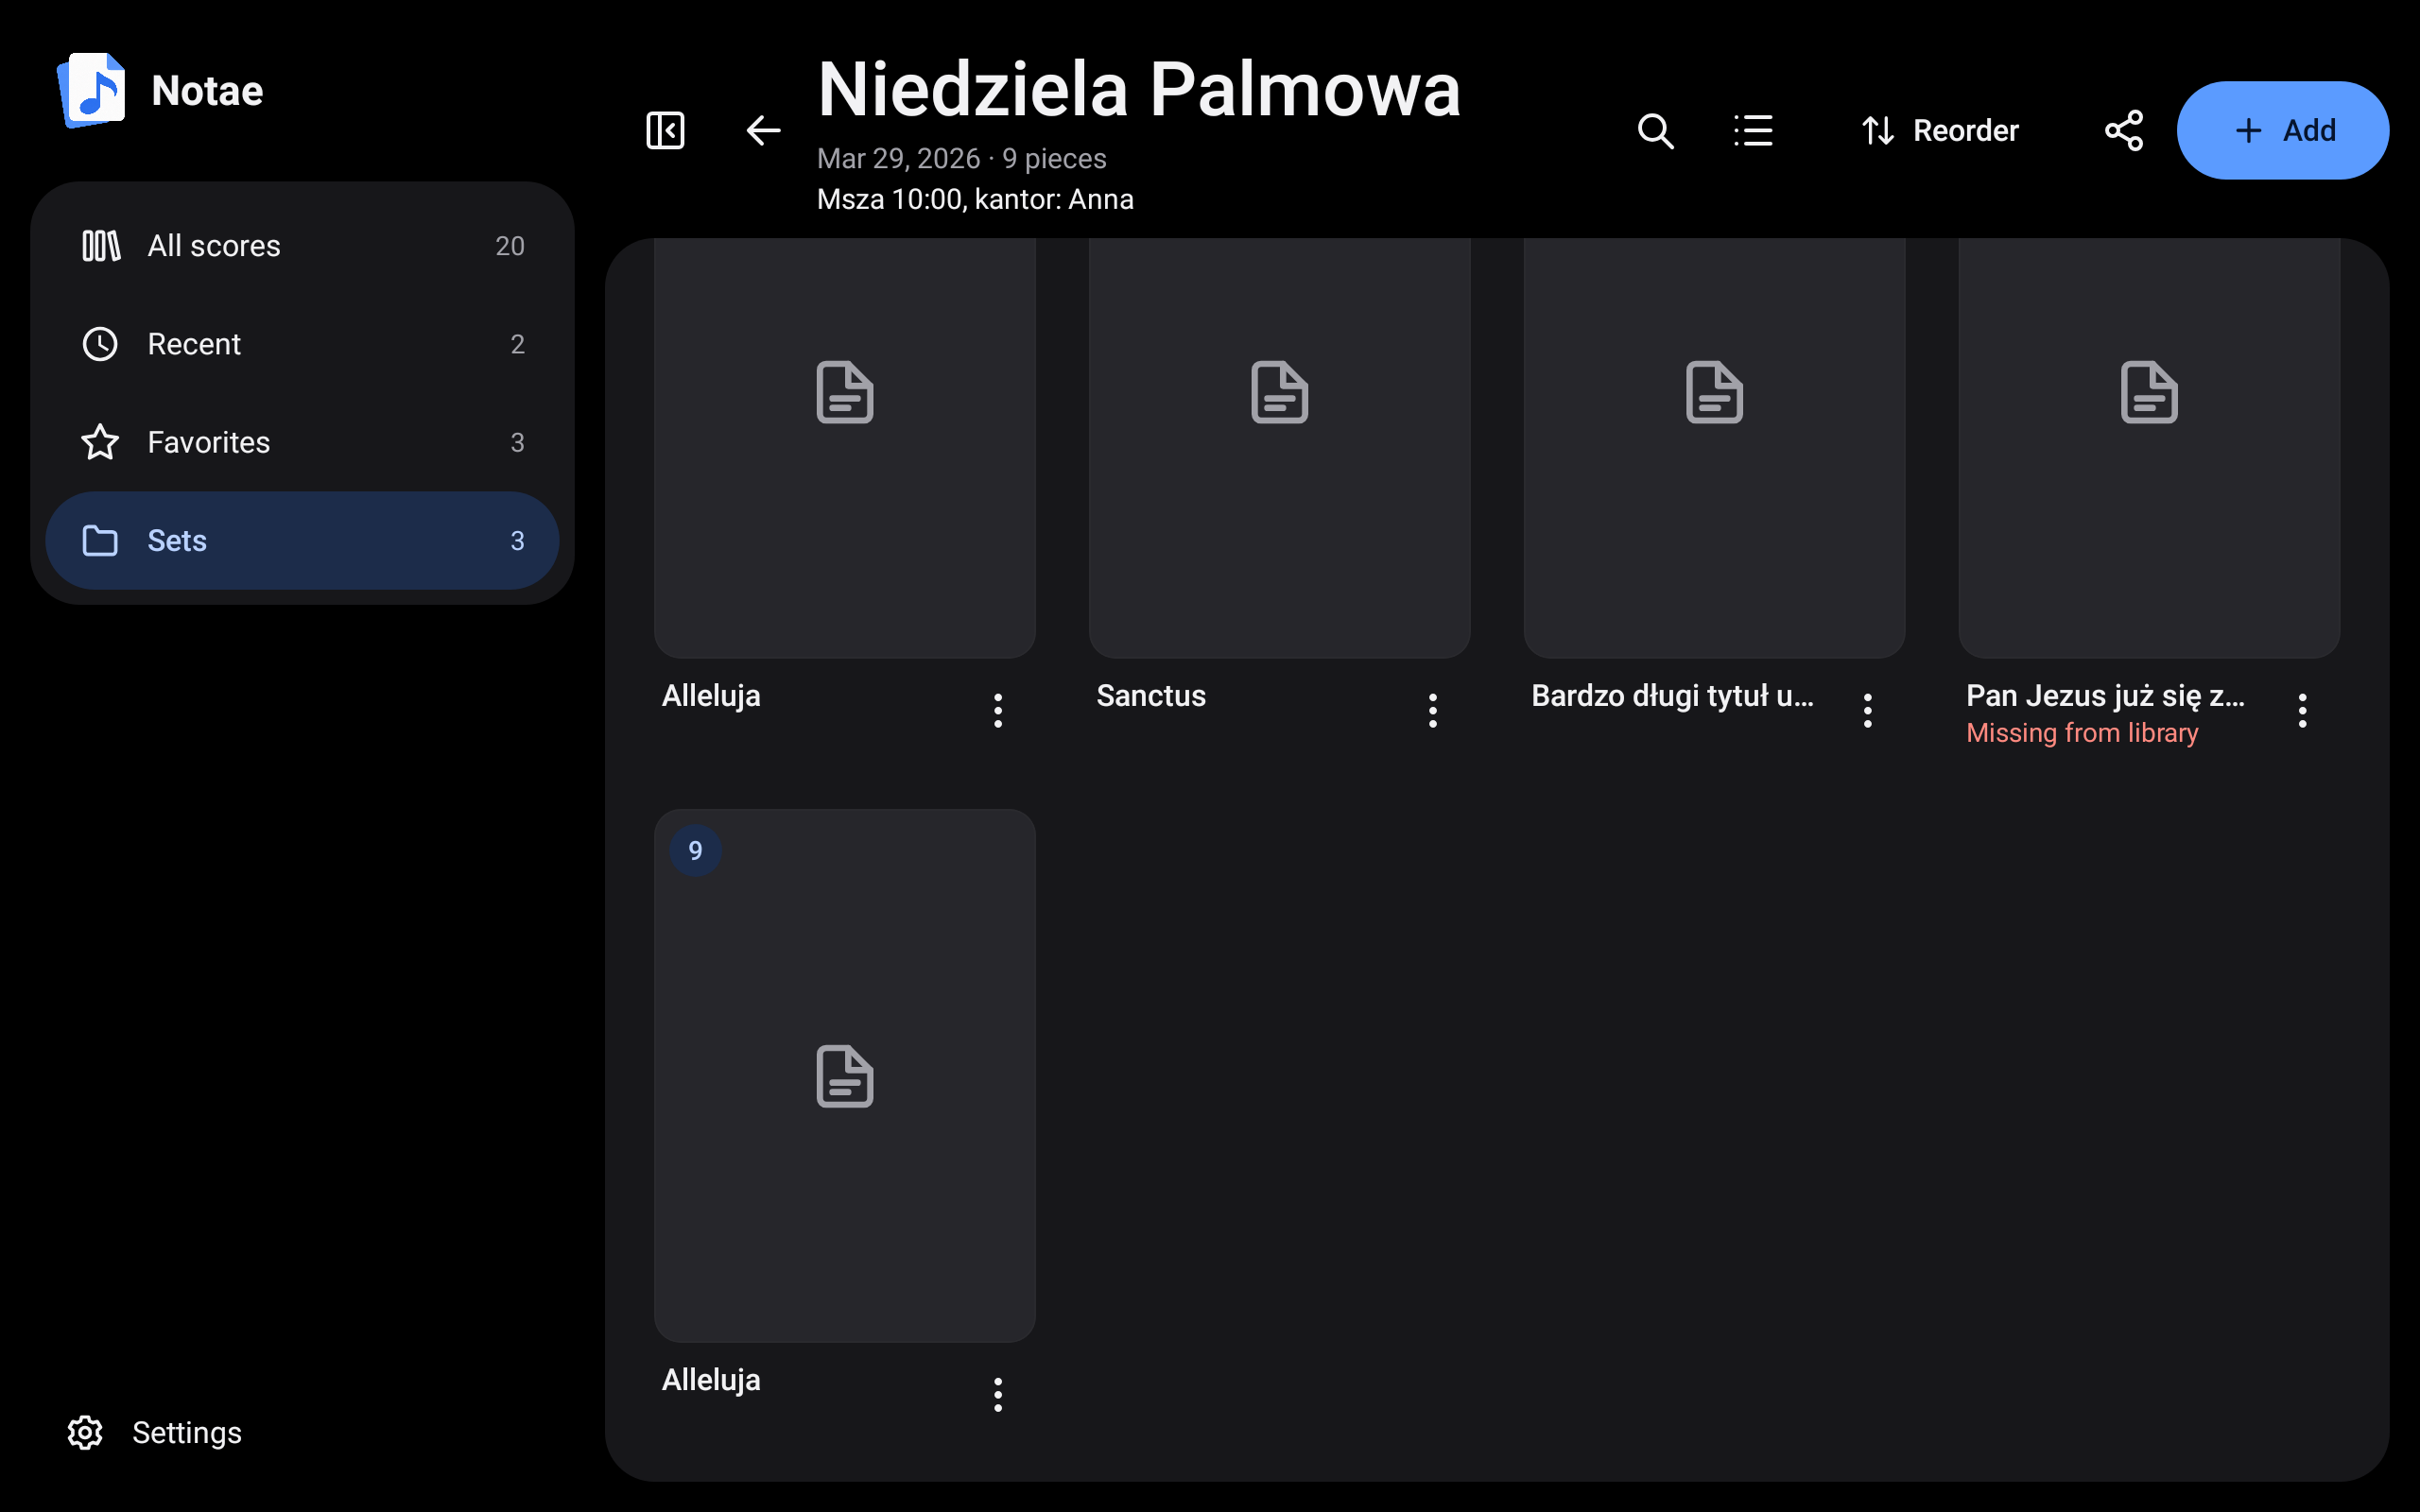 Notae
All scores 20
Recent 2
Favorites 3
Sets 3
Settings
Niedziela Palmowa
Mar 29, 2026 · 9 pieces
Msza 10:00, kantor: Anna
Reorder
Add
Alleluja
Sanctus
Bardzo długi tytuł u...
Pan Jezus już się z...
Missing from library
9
Alleluja